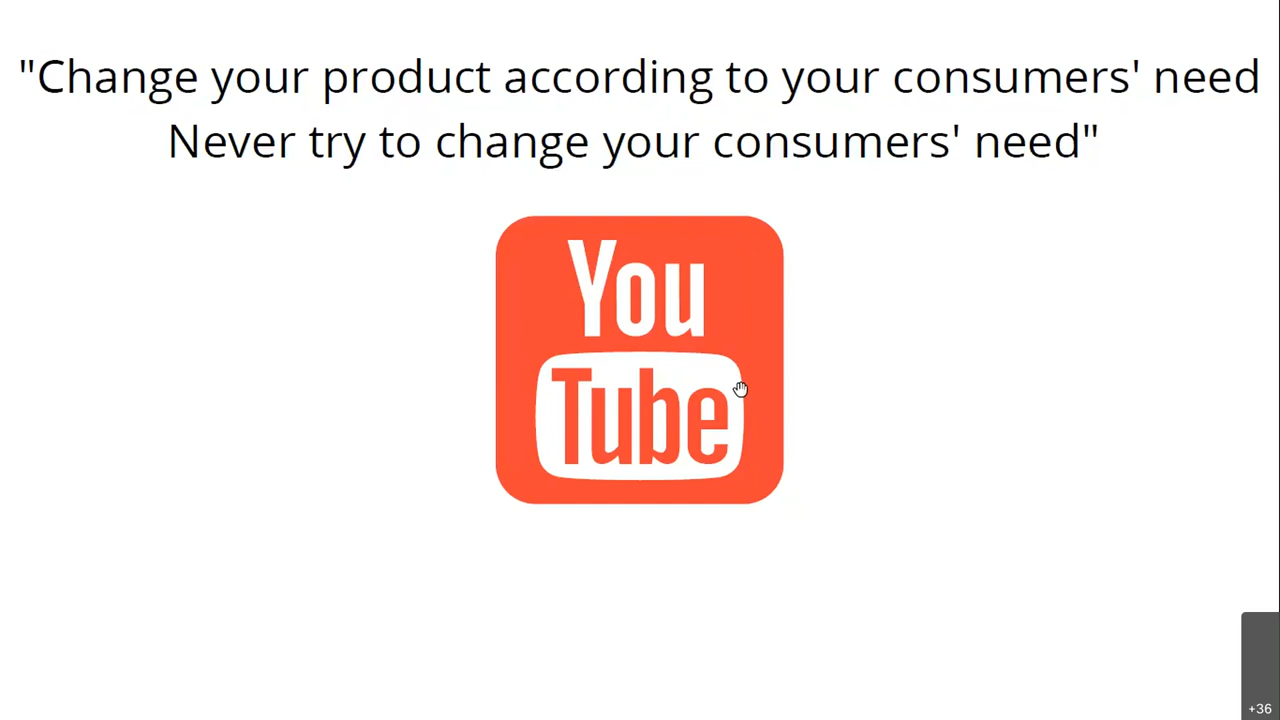 "Change your product according to your consumers' need
Never try to change your consumers' need"
You
Tube
+36